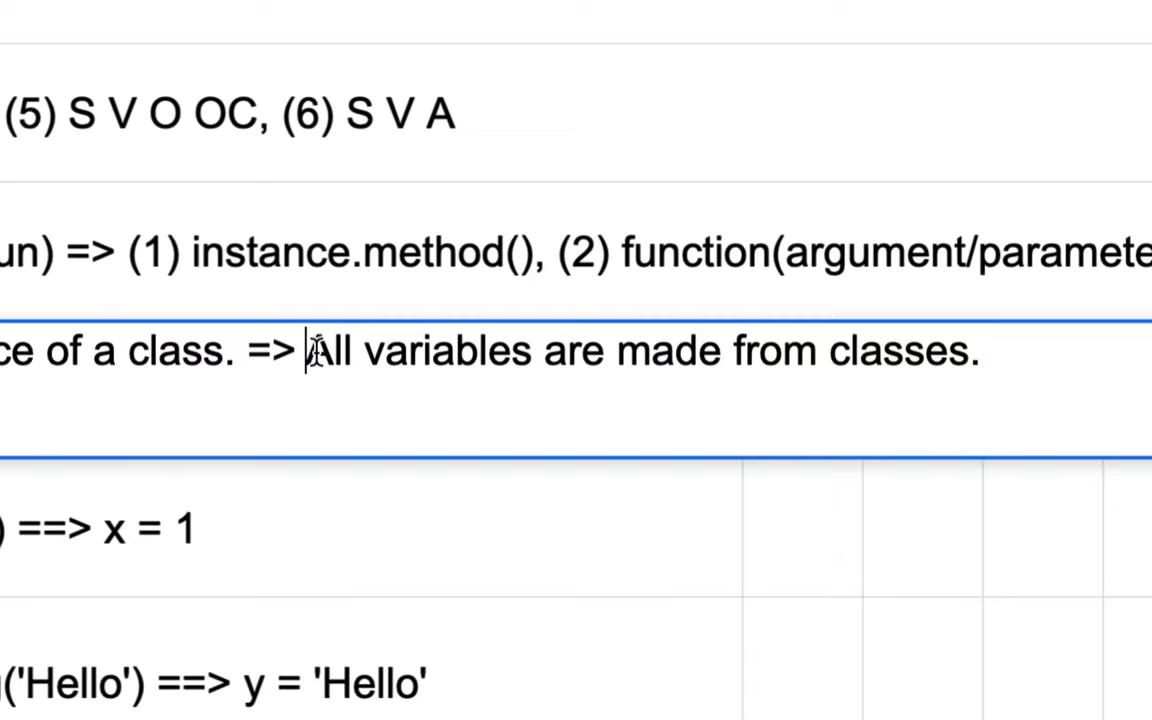 (5) S V O OC, (6) S V A
un) => (1) instance.method(), (2) function(argument/paramete
ce of a class. => All variables are made from classes.
) ==> x = 1
('Hello') ==> y = 'Hello'